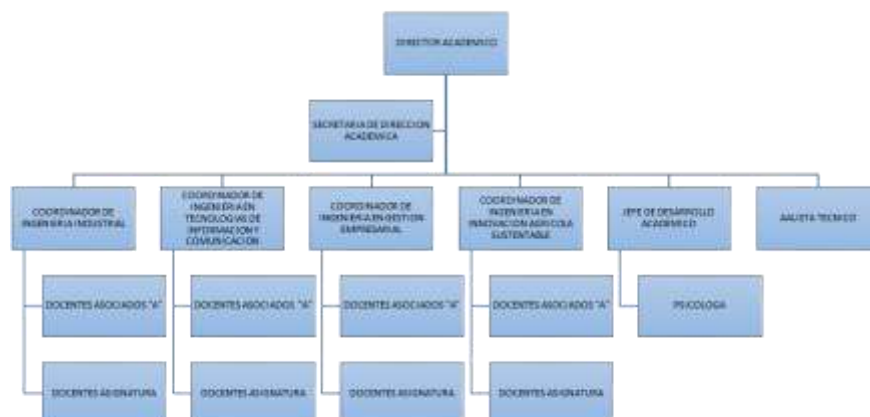 DIRECTOR ACADEMICO
SECRETARIA DE DIRECCION
ACADEMICA
COORDINADOR DE
INGENIERIA INDUSTRIAL
COORDINADOR DE
INGENIERIA EN
TECNOLOGIAS DE
INFORMACION Y
COMUNICACIÓN
COORDINADOR DE
INGENIERIA EN GESTION
EMPRESARIAL
COORDINADOR DE
INGENIERIA EN
INNOVACION AGRICOLA
SUSTENTABLE
JEFE DE DESARROLLO
ACADEMICO
AALISTA TECNICO
DOCENTES ASOCIADOS "A"
DOCENTES ASOCIADOS "A"
DOCENTES ASOCIADOS "A"
DOCENTES ASOCIADOS "A"
PSICOLOGA
DOCENTES ASIGNATURA
DOCENTES ASIGNATURA
DOCENTES ASIGNATURA
DOCENTES ASIGNATURA